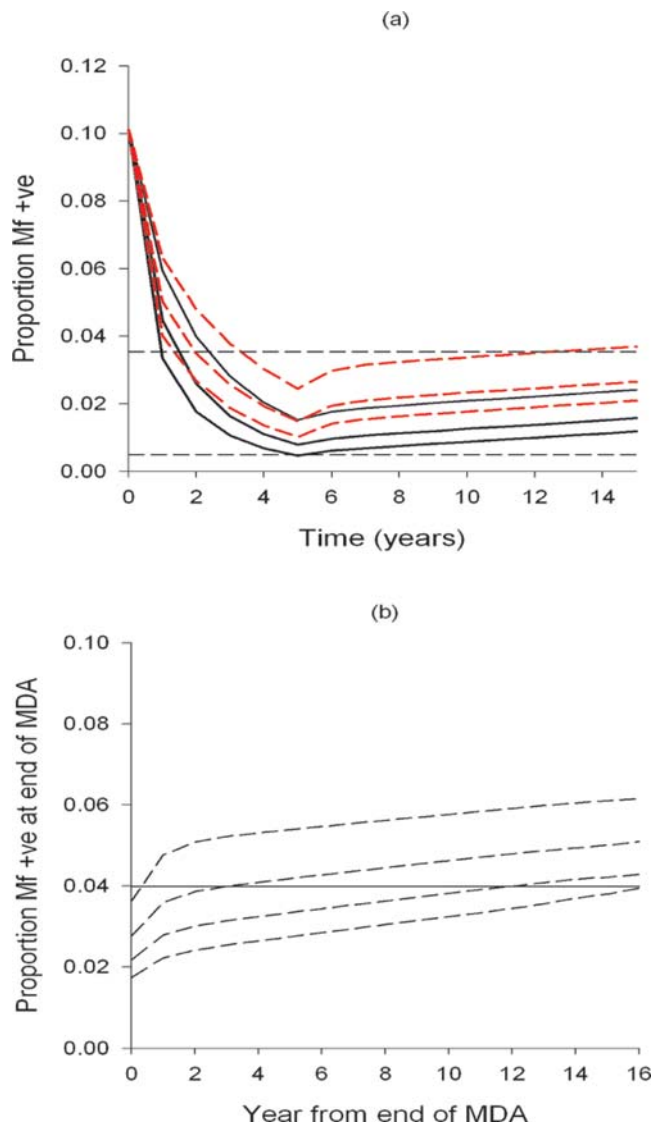 (a)
0.12
0.10
0.08
0.06
0.04
0.02
0.00
Proportion Mf +ve
0 2 4 6 8 10 12 14
Time (years)
(b)
0.10
0.08
0.06
0.04
0.02
0.00
Proportion Mf +ve at end of MDA
0 2 4 6 8 10 12 14 16
Year from end of MDA